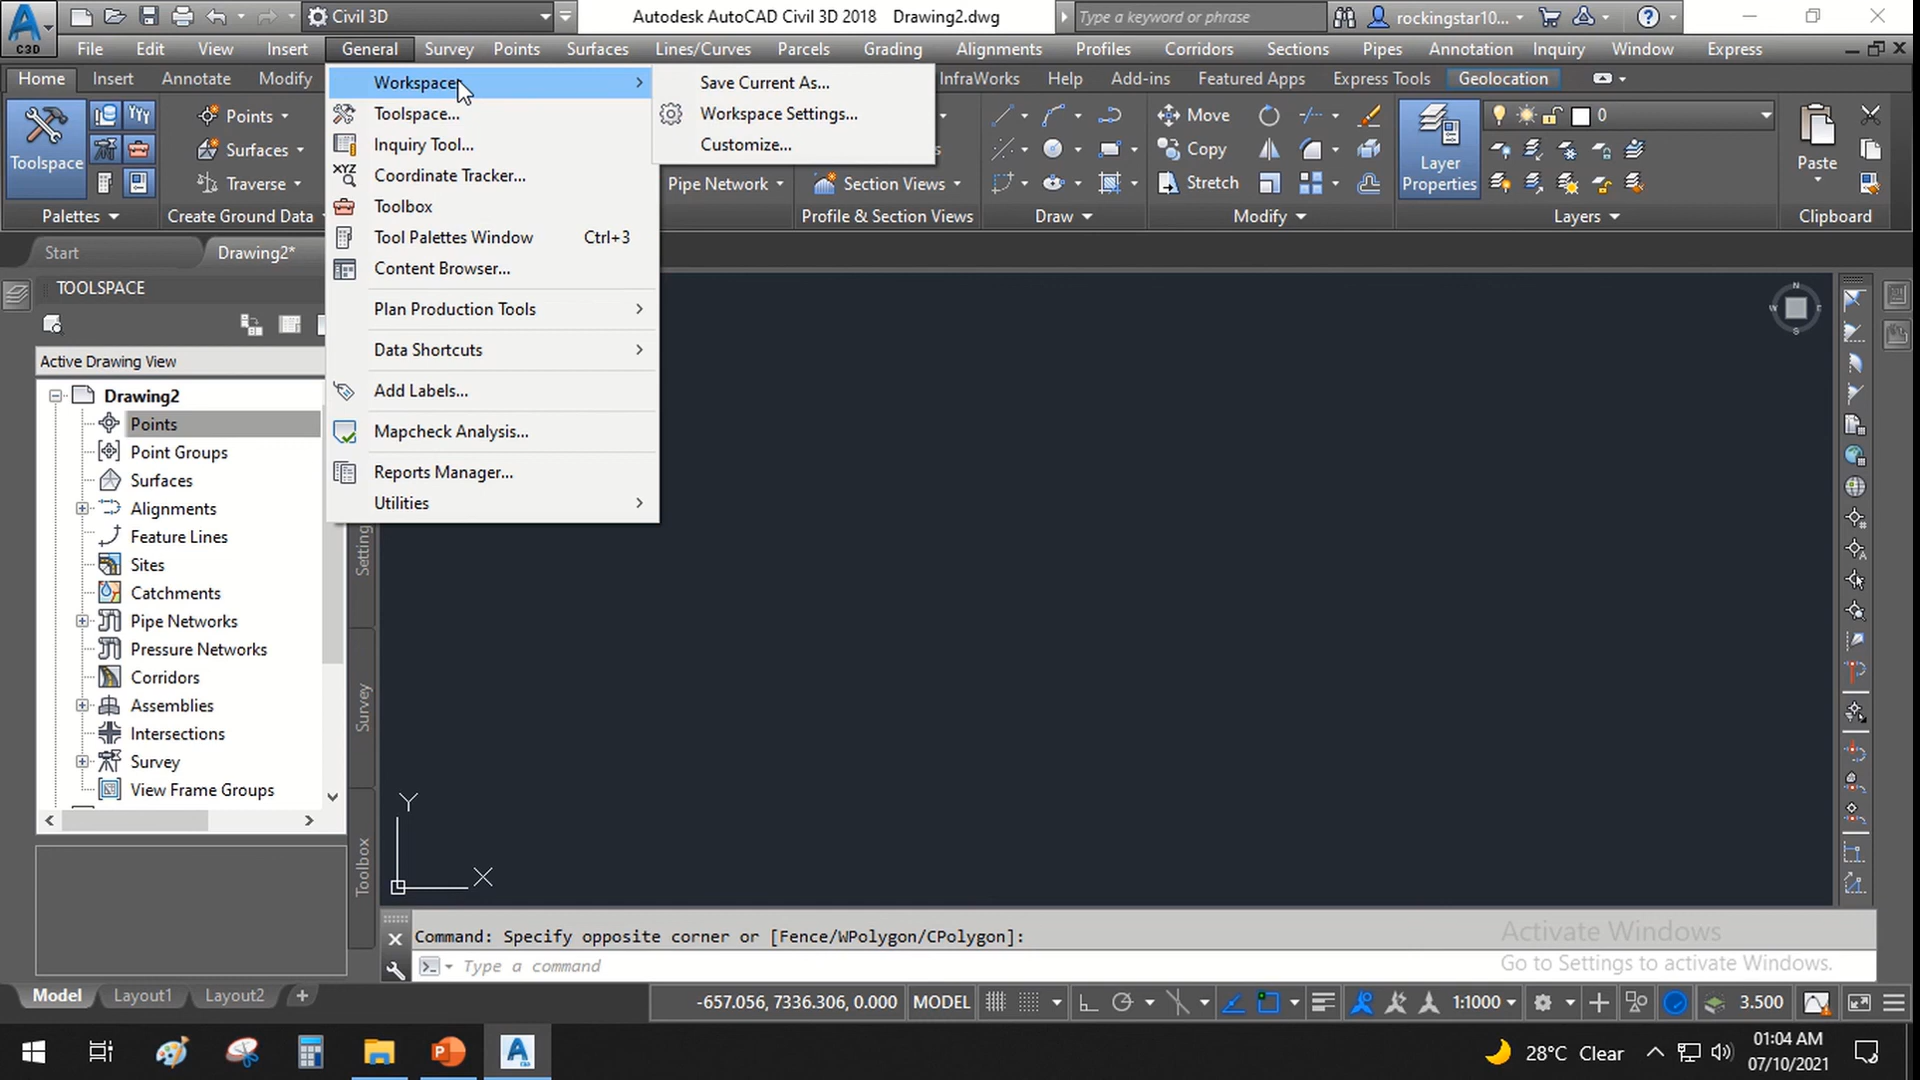 Civil 3D
Autodesk AutoCAD Civil 3D 2018 Drawing2.dwg
Type a keyword or phrase
rockingstar10...
C3D
File Edit View Insert General Survey Points Surfaces Lines/Curves Parcels Grading Alignments Profiles Corridors Sections Pipes Annotation Inquiry Window Express
Home Insert Annotate Modify InfraWorks Help Add-ins Featured Apps Express Tools Geolocation
Workspace
Toolspace...
Inquiry Tool...
Coordinate Tracker...
Toolbox
Tool Palettes Window Ctrl+3
Content Browser...
Plan Production Tools
Data Shortcuts
Add Labels...
Mapcheck Analysis...
Reports Manager...
Utilities
Save Current As...
Workspace Settings...
Customize...
Toolspace
Palettes
Points
Surfaces
Traverse
Create Ground Data
Pipe Network
Section Views
Profile & Section Views
Draw
Move
Copy
Stretch
Modify
Layer
Properties
0
Layers
Paste
Clipboard
Start Drawing2*
TOOLSPACE
Active Drawing View
Drawing2
Points
Point Groups
Surfaces
Alignments
Feature Lines
Sites
Catchments
Pipe Networks
Pressure Networks
Corridors
Assemblies
Intersections
Survey
View Frame Groups
Setting
Survey
Toolbox
N
W
S
Y
X
Command: Specify opposite corner or [Fence/WPolygon/CPolygon]:
Type a command
Activate Windows
Go to Settings to activate Windows.
Model Layout1 Layout2 +
-657.056, 7336.306, 0.000 MODEL 1:1000 3.500
28°C Clear
01:04 AM
07/10/2021